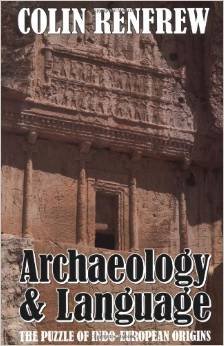 COLIN RENFREW
Archaeology
& Language
THE PUZZLE OF INDO-EUROPEAN ORIGINS